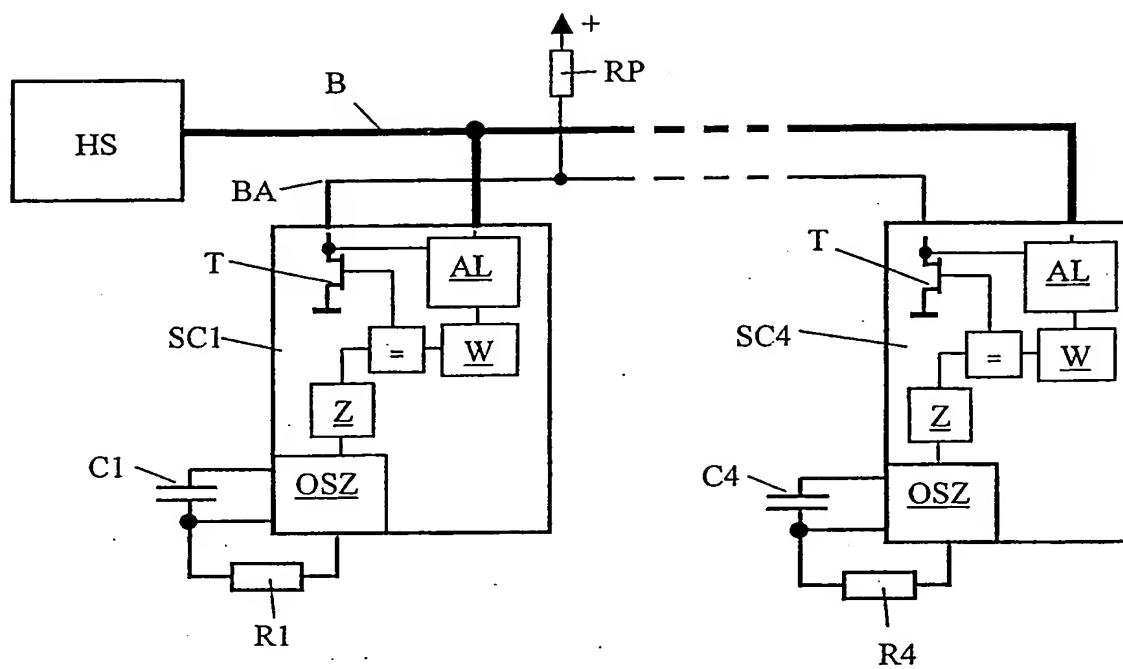 +
RP
B
HS
BA
T
AL
SC1
=
W
Z
C1
OSZ
R1
T
AL
SC4
=
W
Z
C4
OSZ
R4